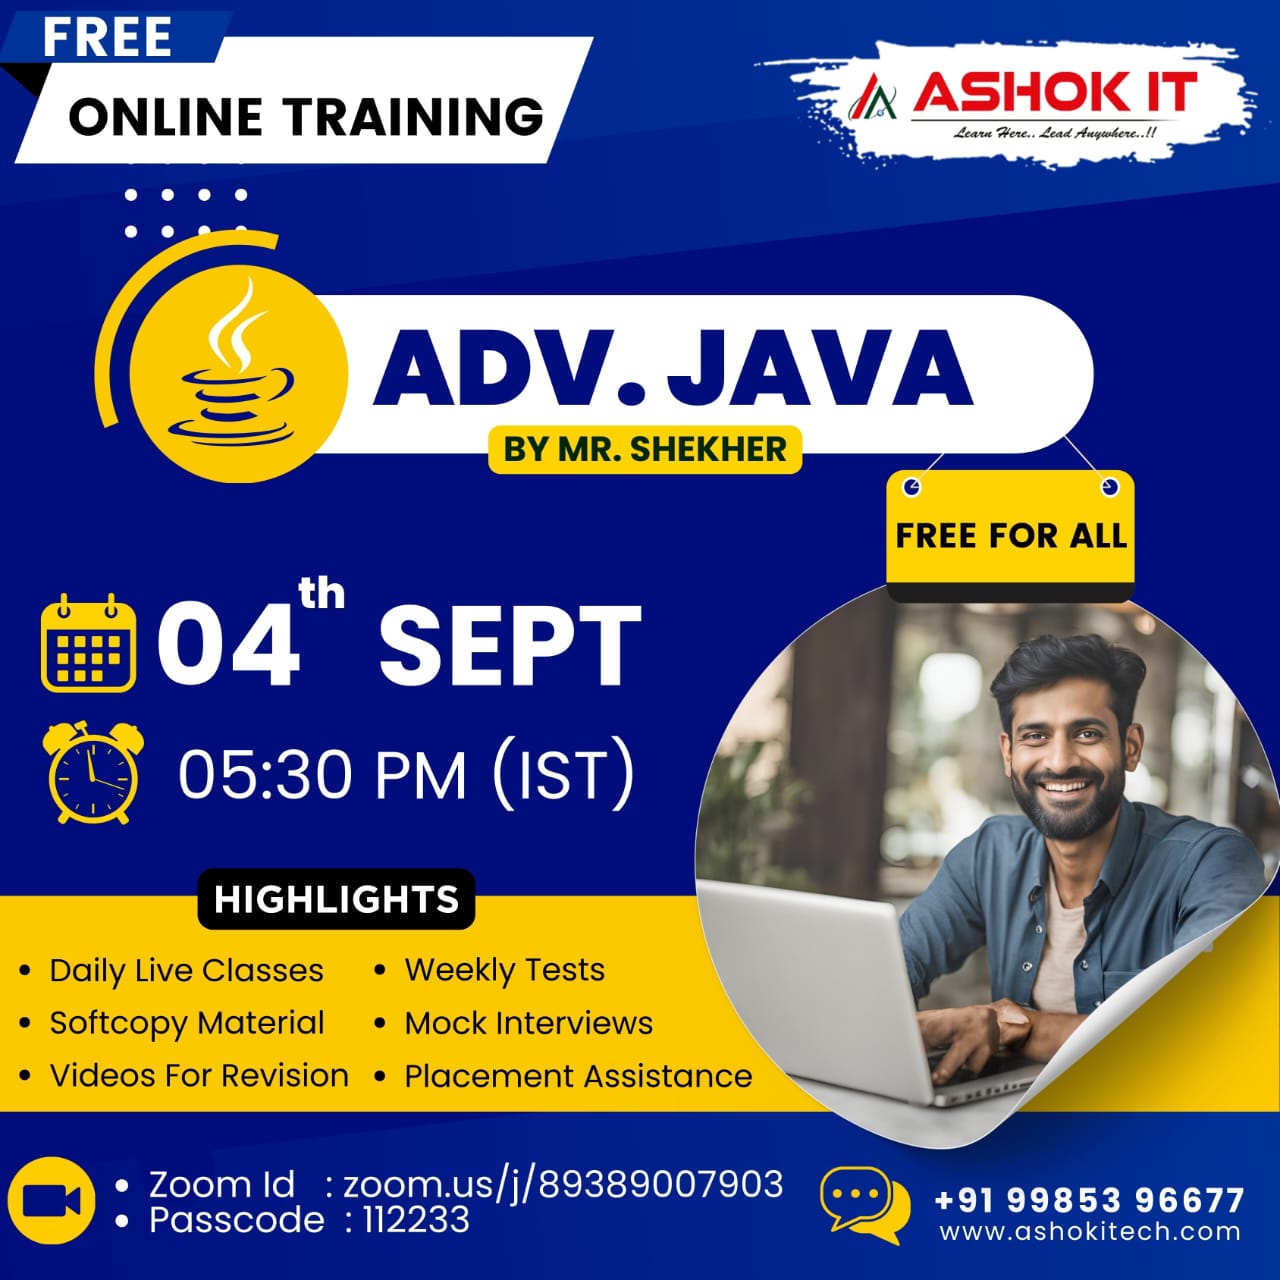 FREE
ONLINE TRAINING
ASHOK IT
Learn Here.. Lead Anywhere..!!
ADV. JAVA
BY MR. SHEKHER
FREE FOR ALL
04th SEPT
05:30 PM (IST)
HIGHLIGHTS
• Daily Live Classes
• Softcopy Material
• Videos For Revision
• Weekly Tests
• Mock Interviews
• Placement Assistance
• Zoom Id : zoom.us/j/89389007903
• Passcode : 112233
+91 99853 96677
www.ashokitech.com